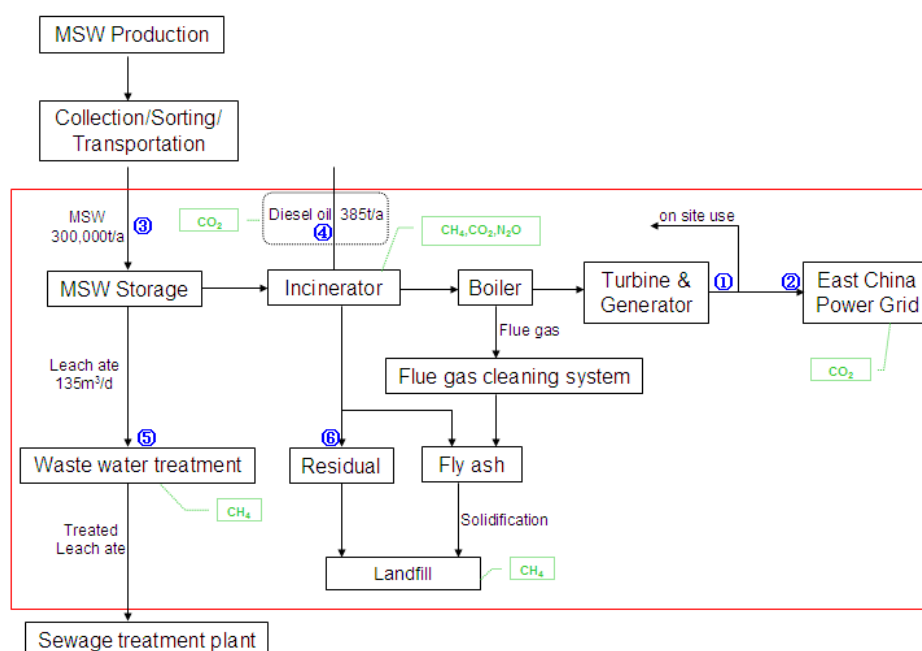 MSW Production
Collection/Sorting/
Transportation
MSW
300,000t/a
③
CO₂
Diesel oil 385t/a
④
CH₄,CO₂,N₂O
on site use
MSW Storage
Incinerator
Boiler
Turbine &
Generator
①
②
East China
Power Grid
Flue gas
CO₂
Leach ate
135m³/d
Flue gas cleaning system
⑤
Waste water treatment
⑥
Residual
Fly ash
CH₄
Solidification
Treated
Leach ate
Landfill
CH₄
Sewage treatment plant